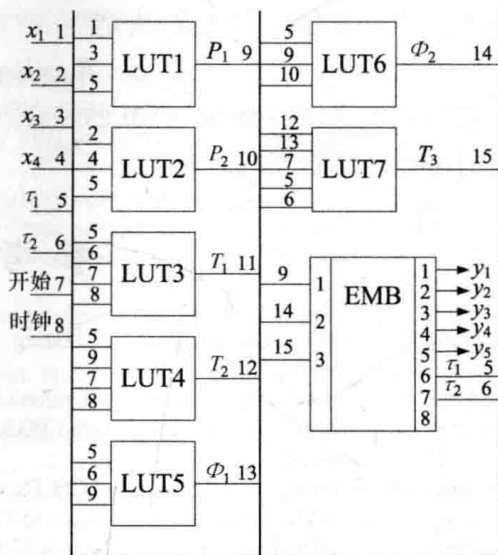 x₁ 1
x₂ 2
x₃ 3
x₄ 4
τ₁ 5
τ₂ 6
开始 7
时钟 8
1
3
5
LUT1
P₁ 9
2
4
5
LUT2
P₂ 10
5
6
7
8
LUT3
T₁ 11
5
9
7
8
LUT4
T₂ 12
5
6
9
LUT5
Φ₁ 13
5
9
10
LUT6
Φ₂ 14
12
13
7
5
6
LUT7
T₃ 15
9 1
14 2
15 3
EMB
1 y₁
2 y₂
3 y₃
4 y₄
5 y₅
6 τ₁ 5
7 τ₂ 6
8